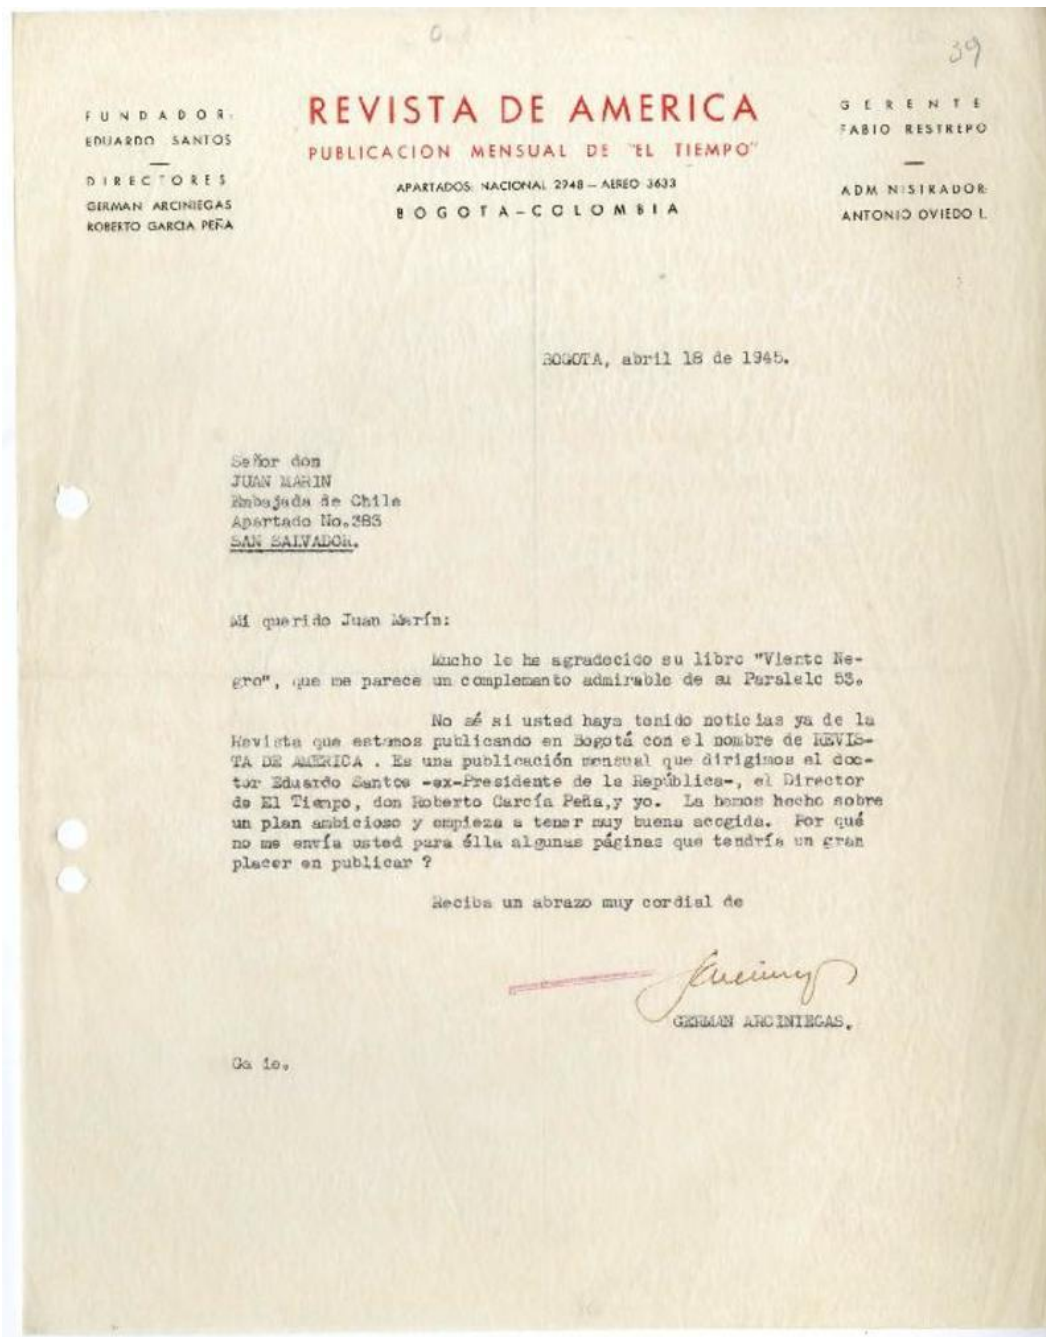 39
FUNDADOR:
EDUARDO SANTOS
DIRECTORES
GERMAN ARCINIEGAS
ROBERTO GARCIA PEÑA
REVISTA DE AMERICA
PUBLICACION MENSUAL DE "EL TIEMPO"
APARTADOS: NACIONAL 2948 — AEREO 3633
BOGOTA-COLOMBIA
GERENTE
FABIO RESTREPO
ADMINISTRADOR:
ANTONIO OVIEDO L.
BOGOTA, abril 18 de 1945.
Señor don
JUAN MARIN
Embajada de Chile
Apartado No.383
SAN SALVADOR.
Mi querido Juan Marín:
Mucho le he agradecido su libro "Viento Ne-
gro", que me parece un complemento admirable de su Paralelo 53.
No sé si usted haya tenido noticias ya de la
Revista que estamos publicando en Bogotá con el nombre de REVIS-
TA DE AMERICA . Es una publicación mensual que dirigimos el doc-
tor Eduardo Santos -ex-Presidente de la República-, el Director
de El Tiempo, don Roberto García Peña,y yo. La hemos hecho sobre
un plan ambicioso y empieza a tener muy buena acogida. Por qué
no me envía usted para élla algunas páginas que tendría un gran
placer en publicar ?
Reciba un abrazo muy cordial de
GERMAN ARCINIEGAS.